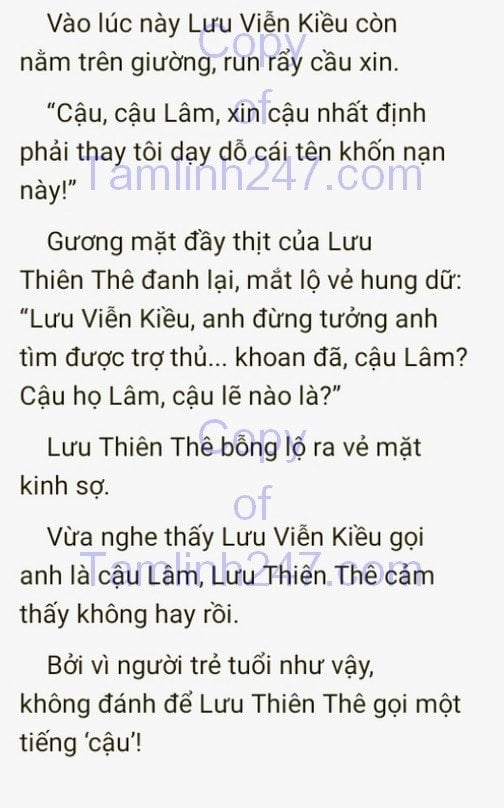 Vào lúc này Lưu Viễn Kiều còn
nằm trên giường, run rẩy cầu xin.
“Cậu, cậu Lâm, xin cậu nhất định
phải thay tôi dạy dỗ cái tên khốn nạn
này!”
Gương mặt đầy thịt của Lưu
Thiên Thê đanh lại, mắt lộ vẻ hung dữ:
“Lưu Viễn Kiều, anh đừng tưởng anh
tìm được trợ thủ... khoan đã, cậu Lâm?
Cậu họ Lâm, cậu lẽ nào là?”
Lưu Thiên Thê bỗng lộ ra vẻ mặt
kinh sợ.
Vừa nghe thấy Lưu Viễn Kiều gọi
anh là cậu Lâm, Lưu Thiên Thê cảm
thấy không hay rồi.
Bởi vì người trẻ tuổi như vậy,
không đánh để Lưu Thiên Thê gọi một
tiếng ‘cậu’!
Copy
of
Tamlinh247.com
Copy
of
Tamlinh247.com